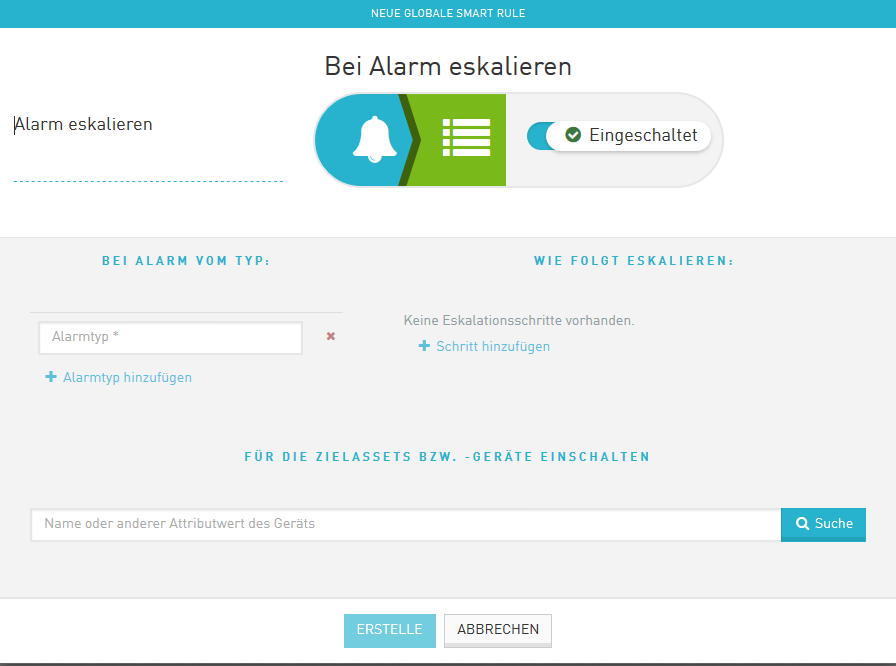 NEUE GLOBALE SMART RULE
Bei Alarm eskalieren
Alarm eskalieren
Eingeschaltet
BEI ALARM VOM TYP:
WIE FOLGT ESKALIEREN:
Alarmtyp *
Keine Eskalationsschritte vorhanden.
Schritt hinzufügen
Alarmtyp hinzufügen
FÜR DIE ZIELASSETS BZW. -GERÄTE EINSCHALTEN
Name oder anderer Attributwert des Geräts
Suche
ERSTELLE
ABBRECHEN